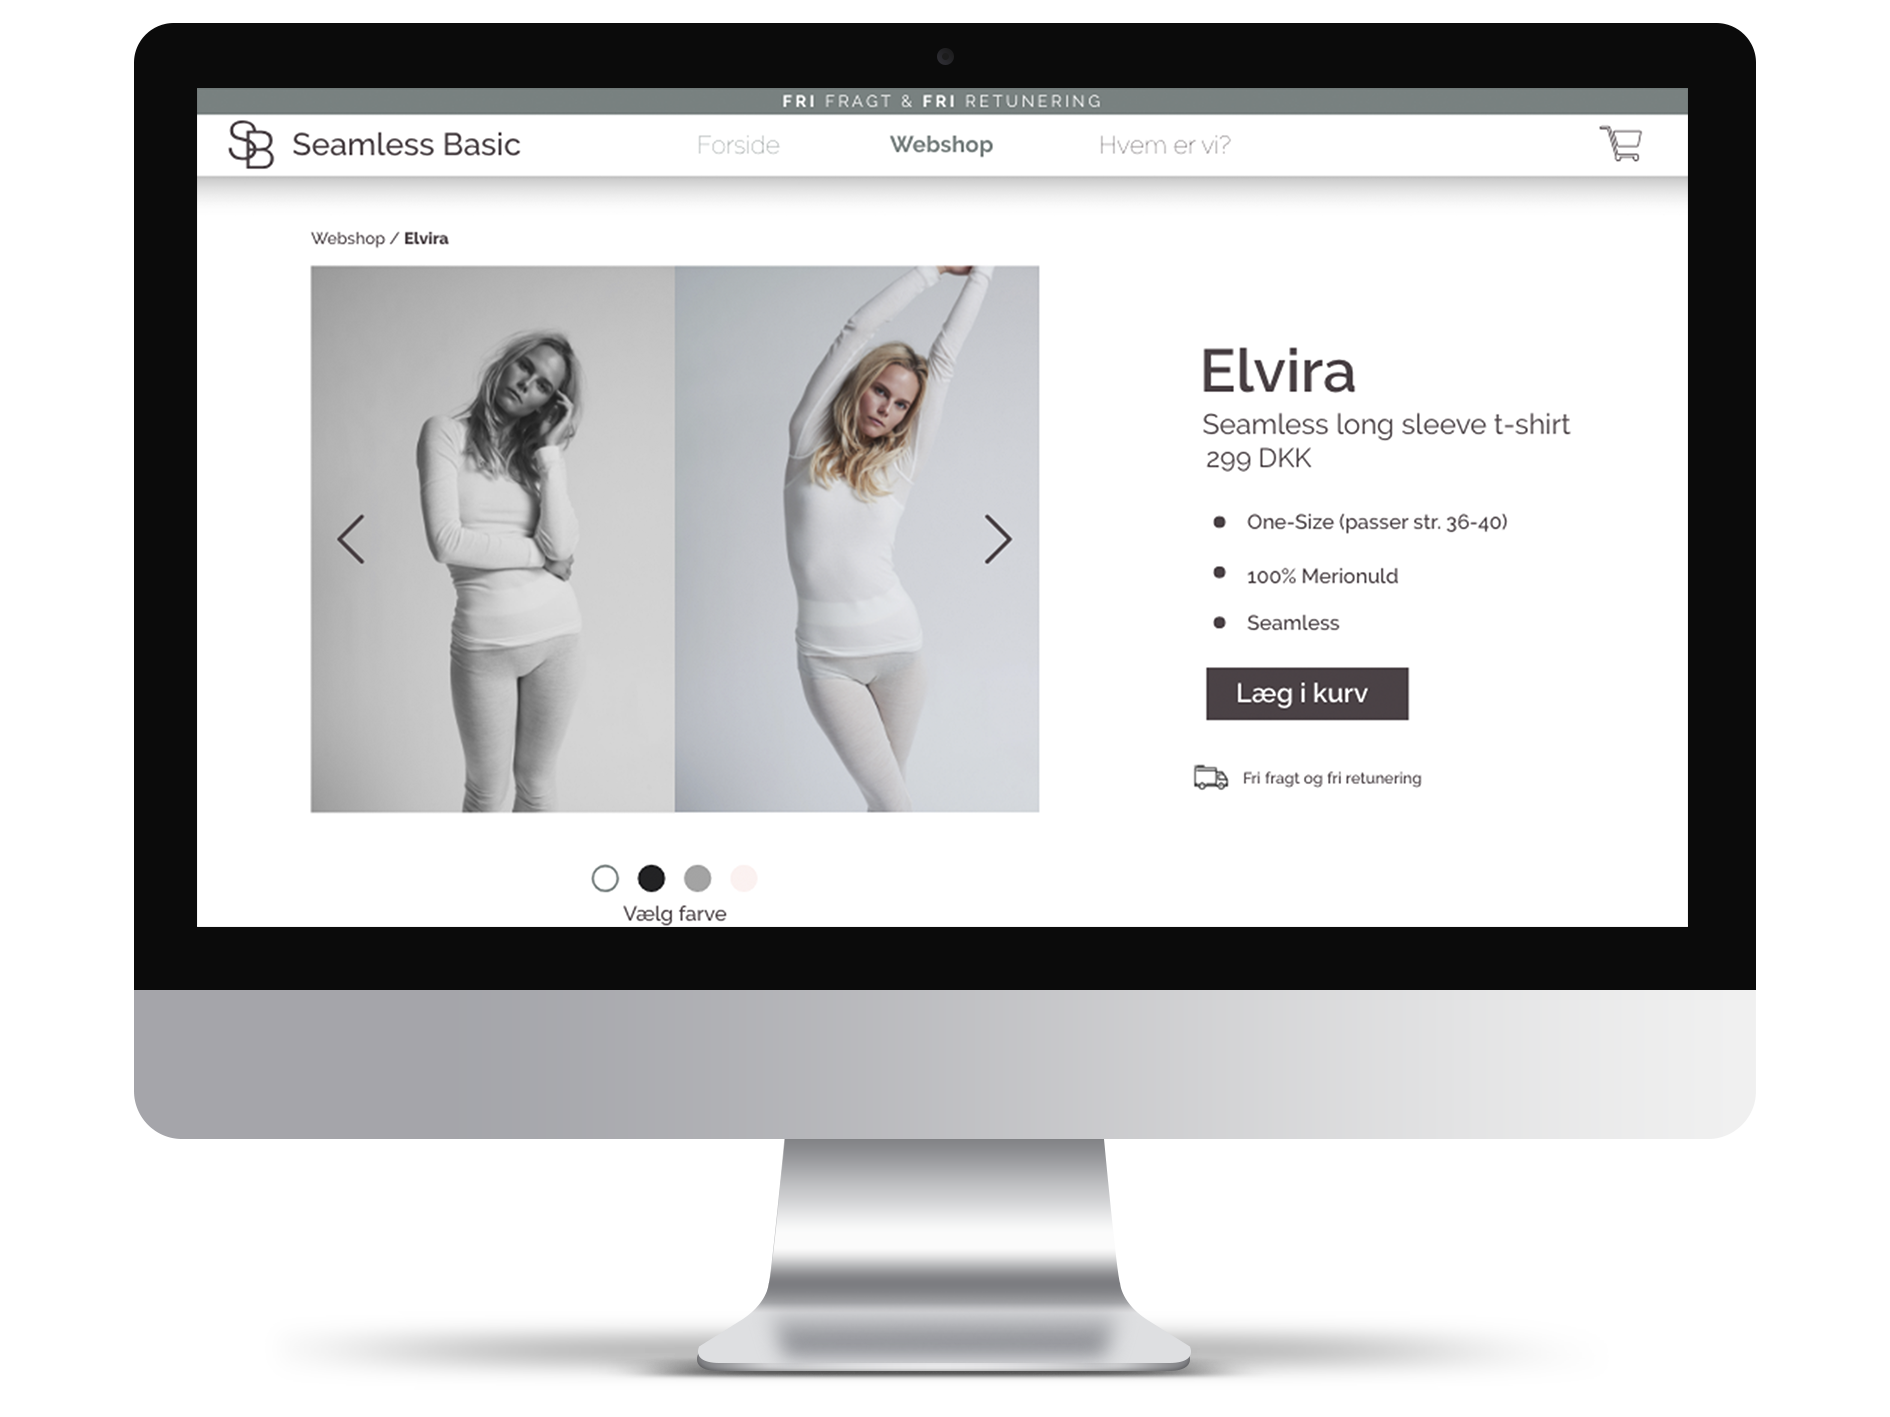 FRI FRAGT & FRI RETUNERING
SB Seamless Basic
Forside
Webshop
Hvem er vi?
Webshop / Elvira
Elvira
Seamless long sleeve t-shirt
299 DKK
One-Size (passer str. 36-40)
100% Merionuld
Seamless
Læg i kurv
Fri fragt og fri retunering
Vælg farve